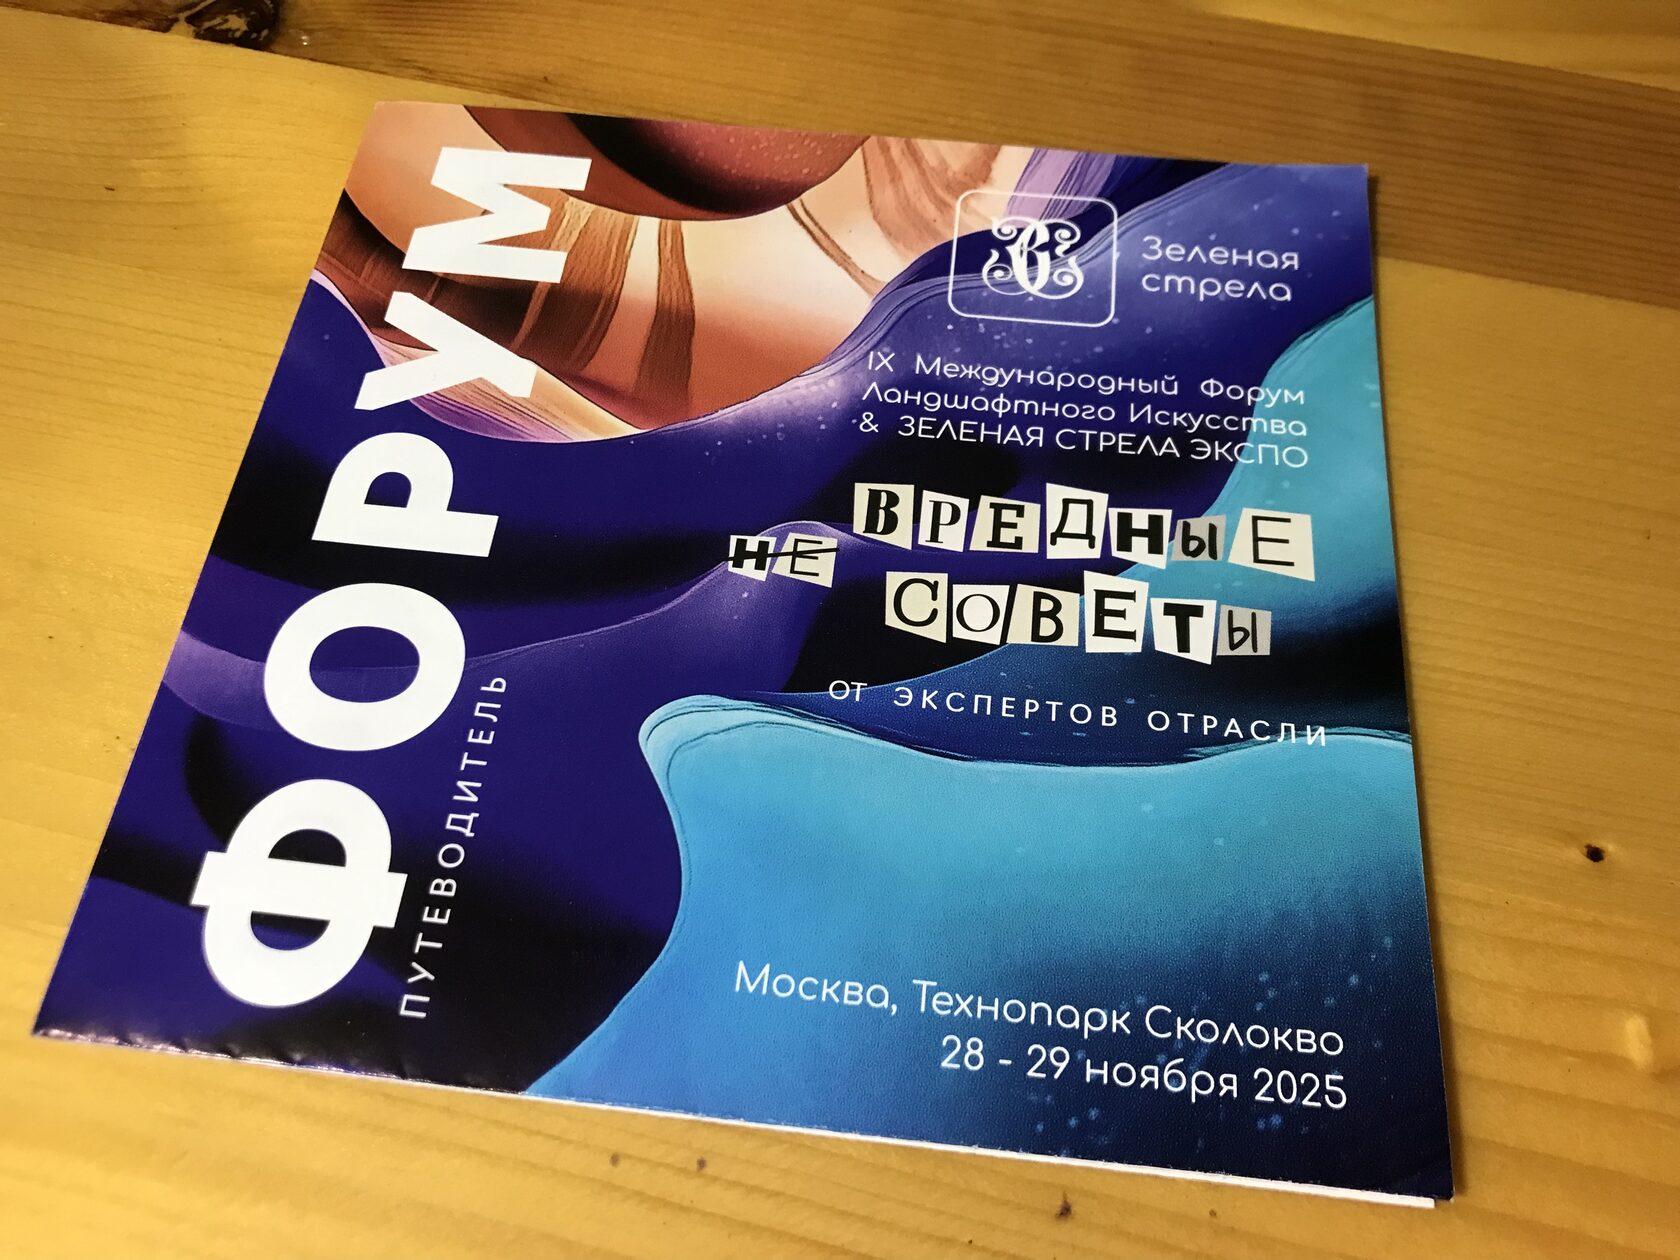 ФОРУМ
ПУТЕВОДИТЕЛЬ
Зеленая
стрела
IX Международный Форум
Ландшафтного Искусства
& ЗЕЛЕНАЯ СТРЕЛА ЭКСПО
не ВРЕДНЫЕ
СОВЕТЫ
ОТ ЭКСПЕРТОВ ОТРАСЛИ
Москва, Технопарк Сколокво
28 - 29 ноября 2025